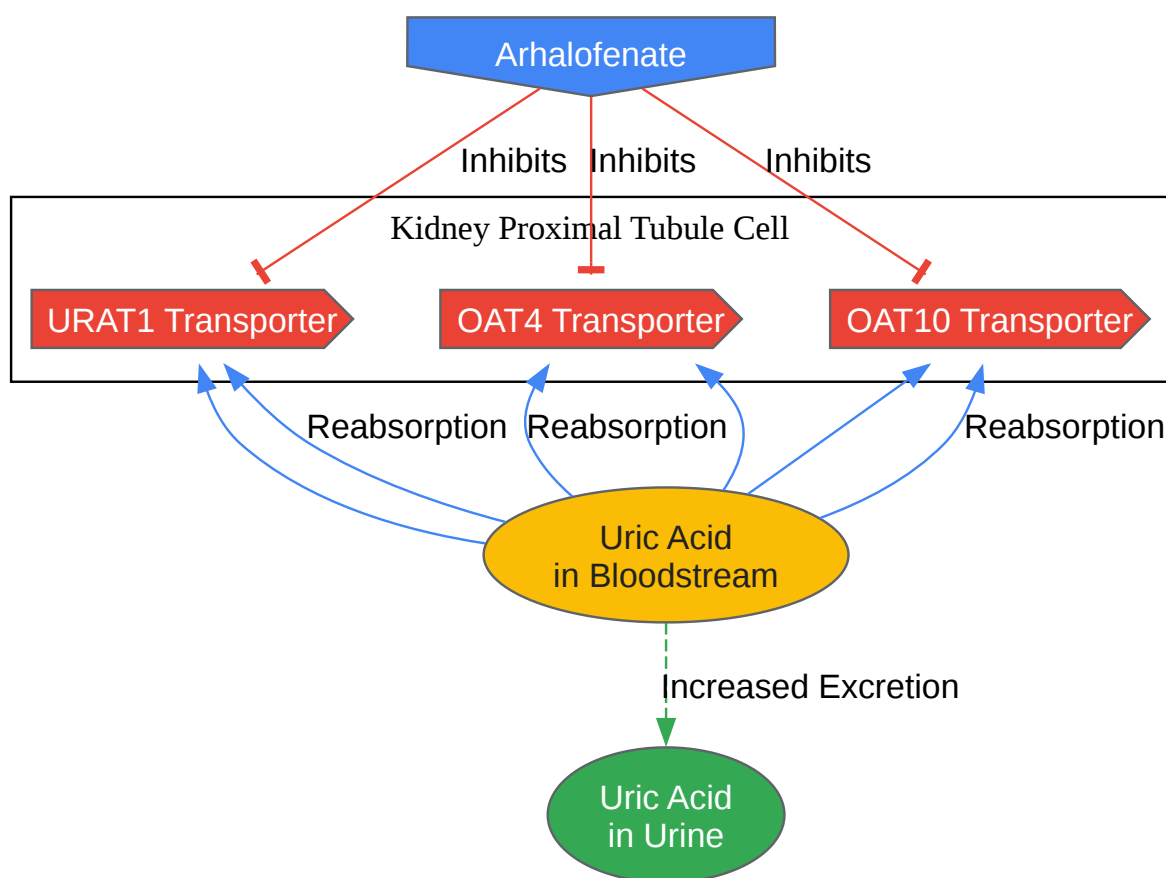 Arhalofenate
Inhibits
Inhibits
Inhibits
Kidney Proximal Tubule Cell
URAT1 Transporter
OAT4 Transporter
OAT10 Transporter
Reabsorption
Reabsorption
Reabsorption
Uric Acid
in Bloodstream
Increased Excretion
Uric Acid
in Urine